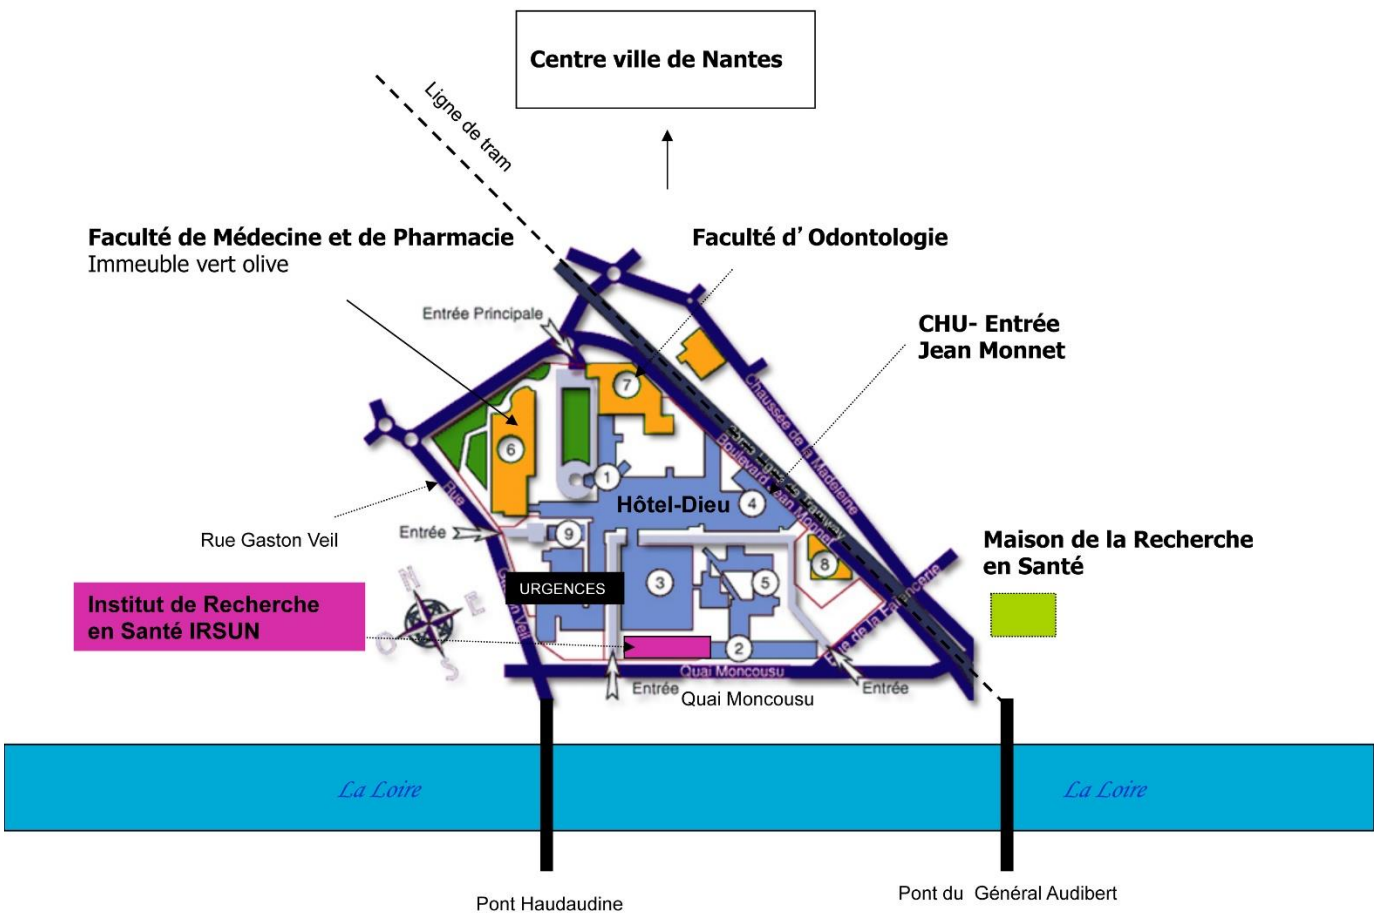 Centre ville de Nantes
Ligne de tram
Faculté de Médecine et de Pharmacie
Immeuble vert olive
Faculté d' Odontologie
Entrée Principale
CHU- Entrée
Jean Monnet
7
Chaussée de la Madeleine
6
1
Boulevard Jean Monnet
Hôtel-Dieu
4
Rue
Rue Gaston Veil
Entrée
9
Maison de la Recherche
en Santé
8
3
5
URGENCES
Institut de Recherche
en Santé IRSUN
E
S
O
Veil
2
Quai Moncousu
Entrée
Quai Moncousu
Entrée
La Loire
La Loire
Pont Haudaudine
Pont du Général Audibert